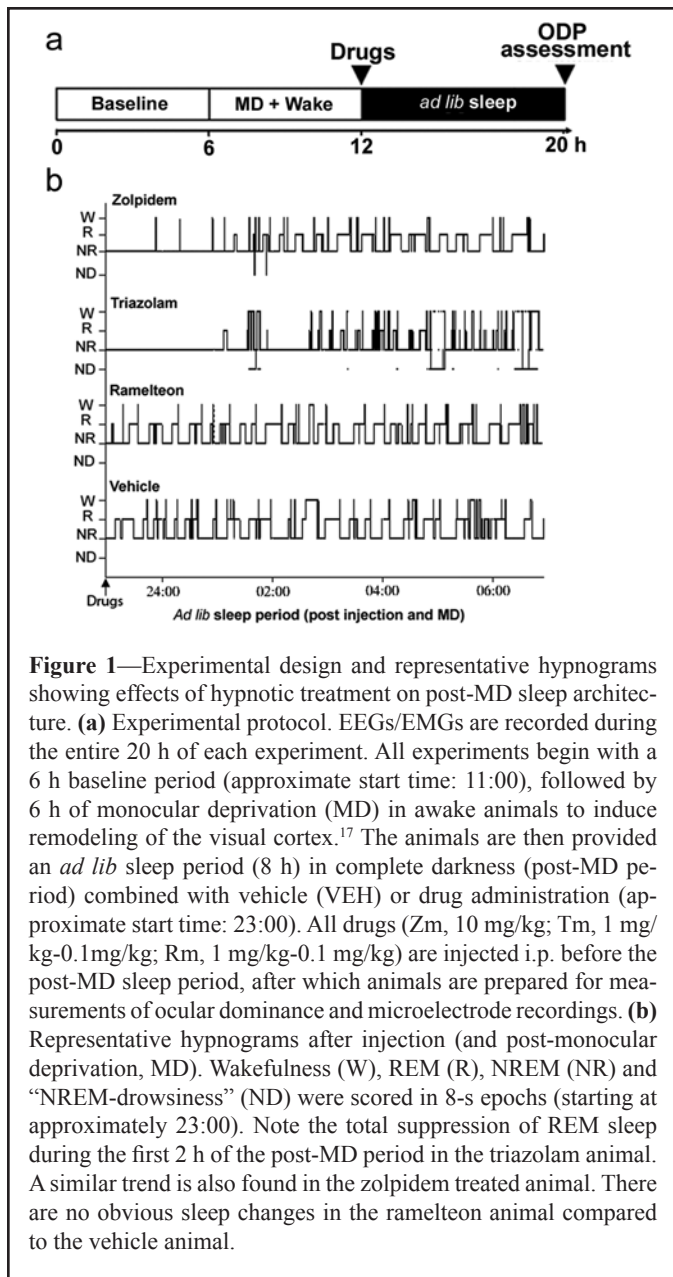 a
Drugs
ODP
assessment
Baseline
MD + Wake
ad lib sleep
0
6
12
20 h
b
Zolpidem
W
R
NR
ND
Triazolam
W
R
NR
ND
Ramelteon
W
R
NR
ND
Vehicle
W
R
NR
ND
Drugs
24:00 02:00 04:00 06:00
Ad lib sleep period (post injection and MD)
Figure 1—Experimental design and representative hypnograms
showing effects of hypnotic treatment on post-MD sleep architec-
ture. (a) Experimental protocol. EEGs/EMGs are recorded during
the entire 20 h of each experiment. All experiments begin with a
6 h baseline period (approximate start time: 11:00), followed by
6 h of monocular deprivation (MD) in awake animals to induce
remodeling of the visual cortex.17 The animals are then provided
an ad lib sleep period (8 h) in complete darkness (post-MD pe-
riod) combined with vehicle (VEH) or drug administration (ap-
proximate start time: 23:00). All drugs (Zm, 10 mg/kg; Tm, 1 mg/
kg-0.1mg/kg; Rm, 1 mg/kg-0.1 mg/kg) are injected i.p. before the
post-MD sleep period, after which animals are prepared for mea-
surements of ocular dominance and microelectrode recordings. (b)
Representative hypnograms after injection (and post-monocular
deprivation, MD). Wakefulness (W), REM (R), NREM (NR) and
“NREM-drowsiness” (ND) were scored in 8-s epochs (starting at
approximately 23:00). Note the total suppression of REM sleep
during the first 2 h of the post-MD period in the triazolam animal.
A similar trend is also found in the zolpidem treated animal. There
are no obvious sleep changes in the ramelteon animal compared
to the vehicle animal.